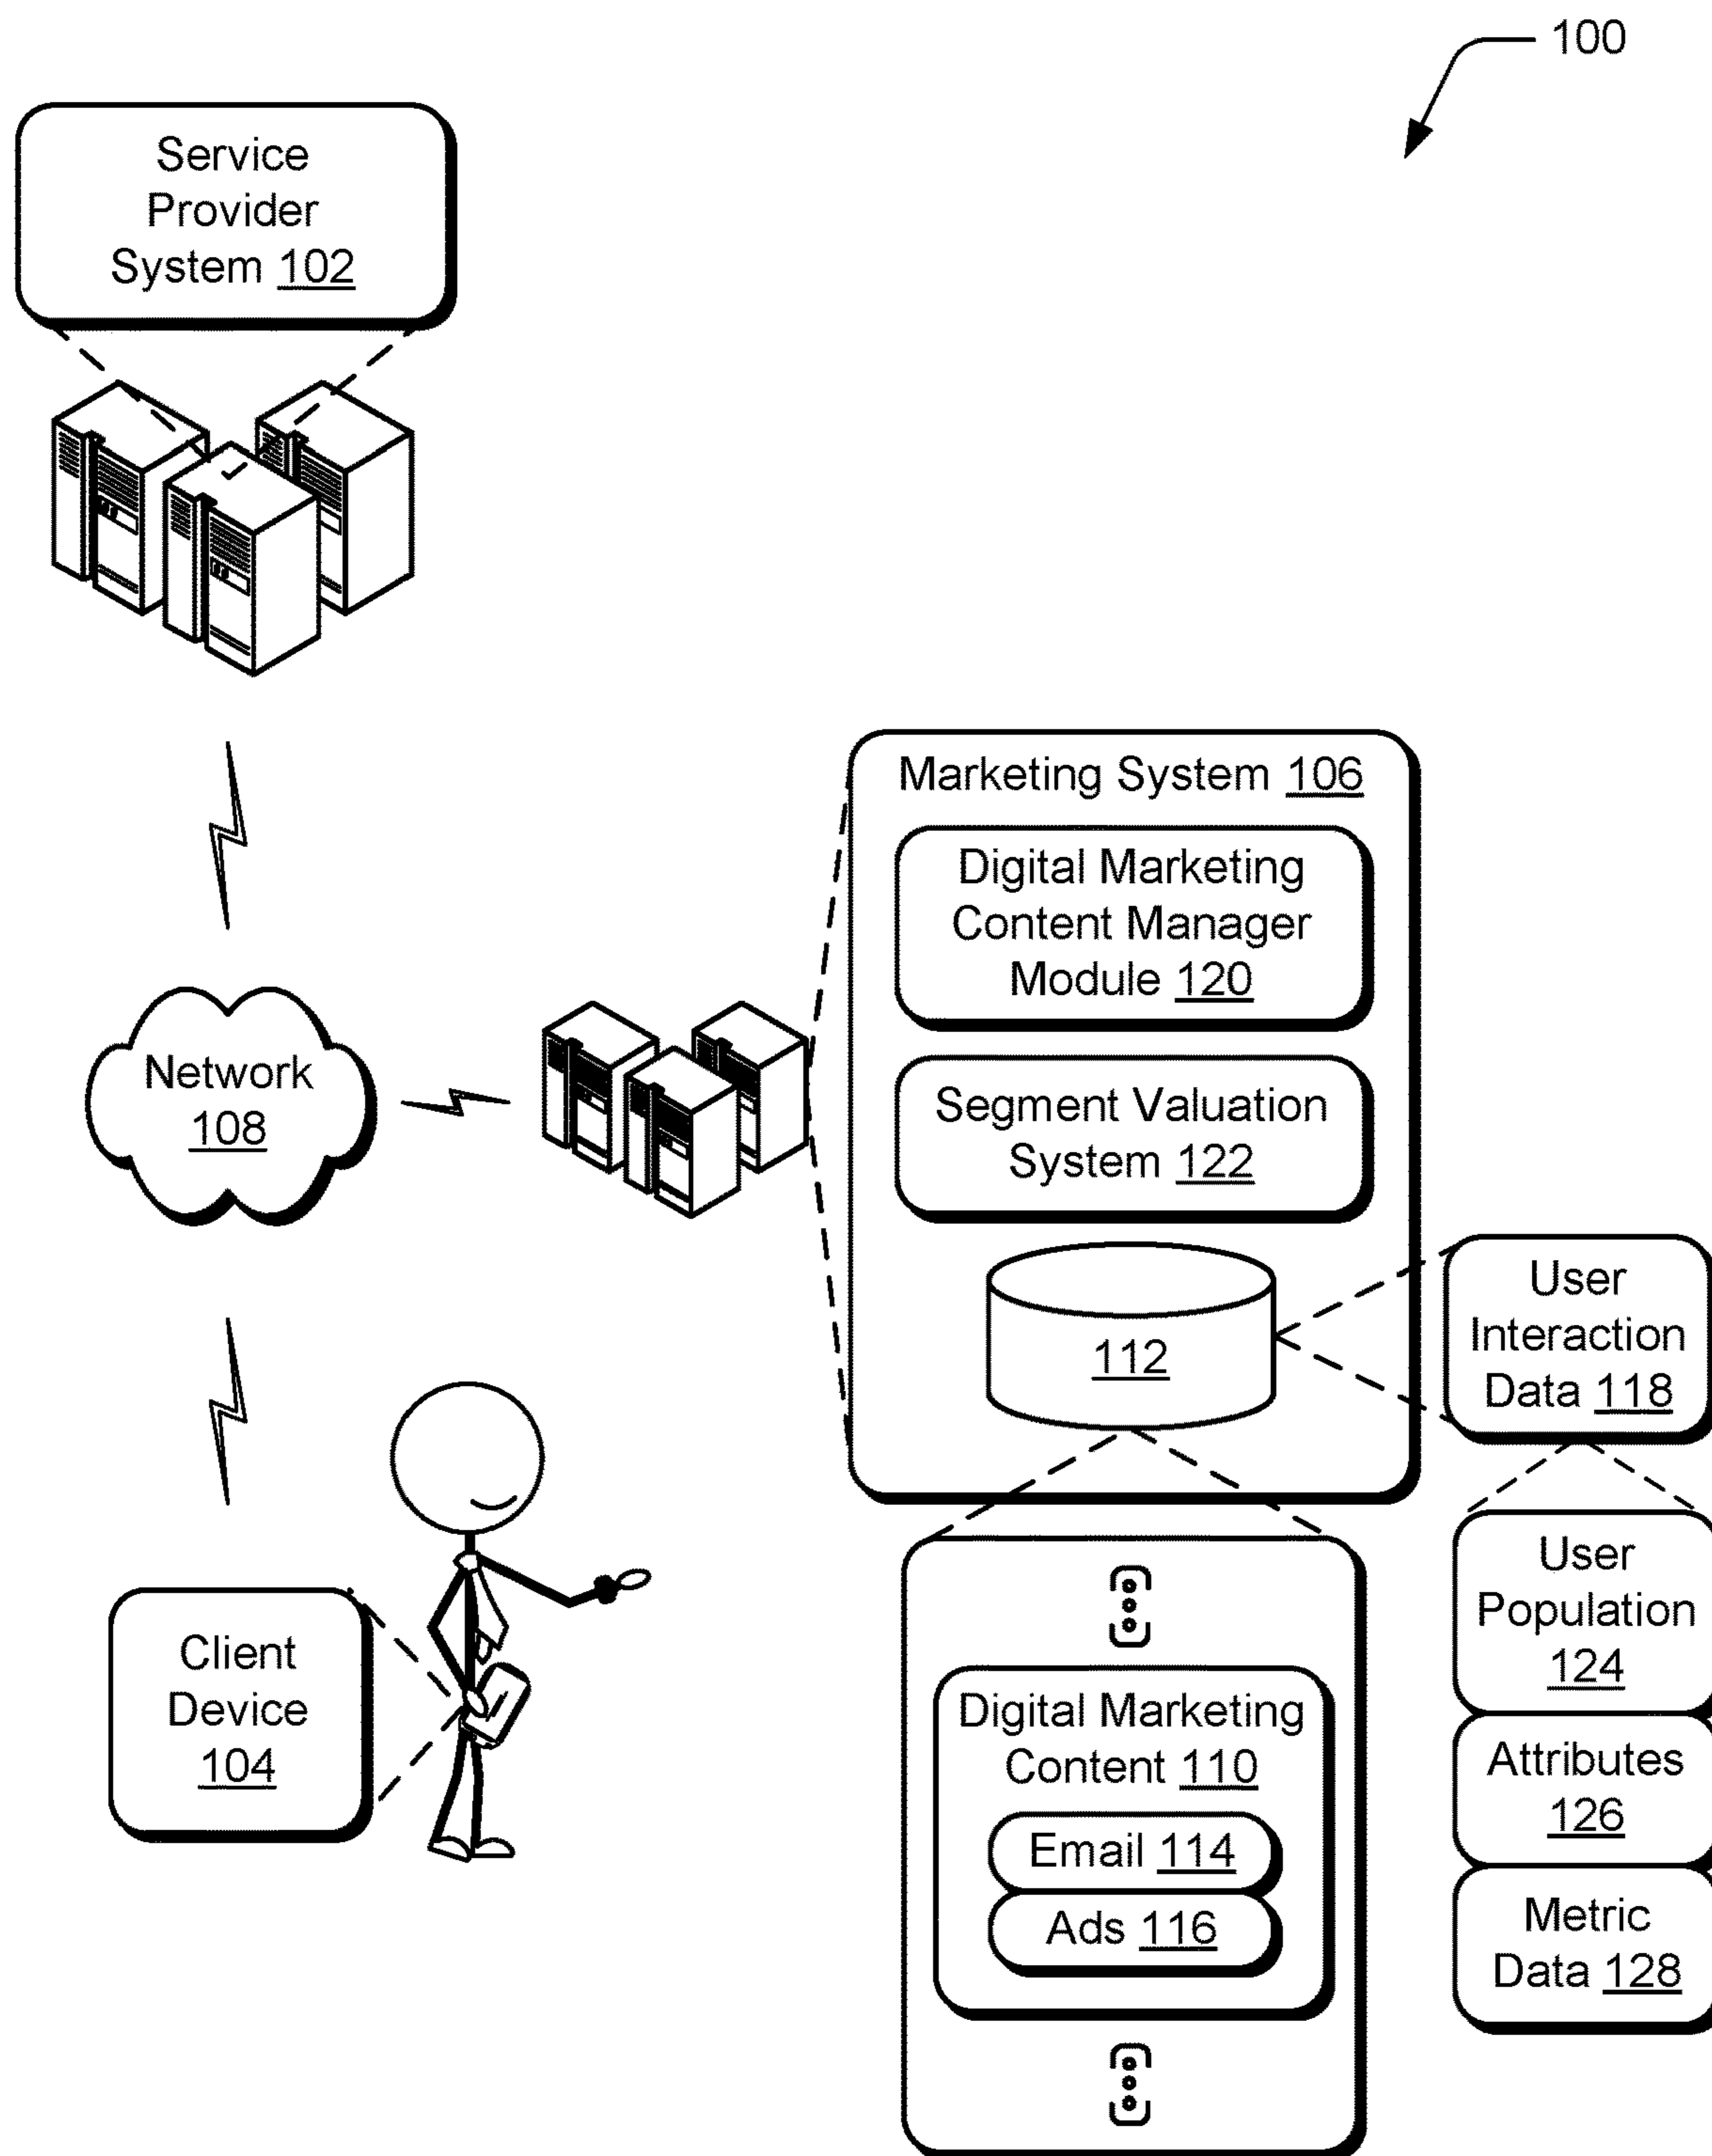 100
Service
Provider
System 102
Marketing System 106
Digital Marketing
Content Manager
Module 120
Network
108
Segment Valuation
System 122
112
User
Interaction
Data 118
User
Population
124
Attributes
126
Metric
Data 128
Client
Device
104
Digital Marketing
Content 110
Email 114
Ads 116